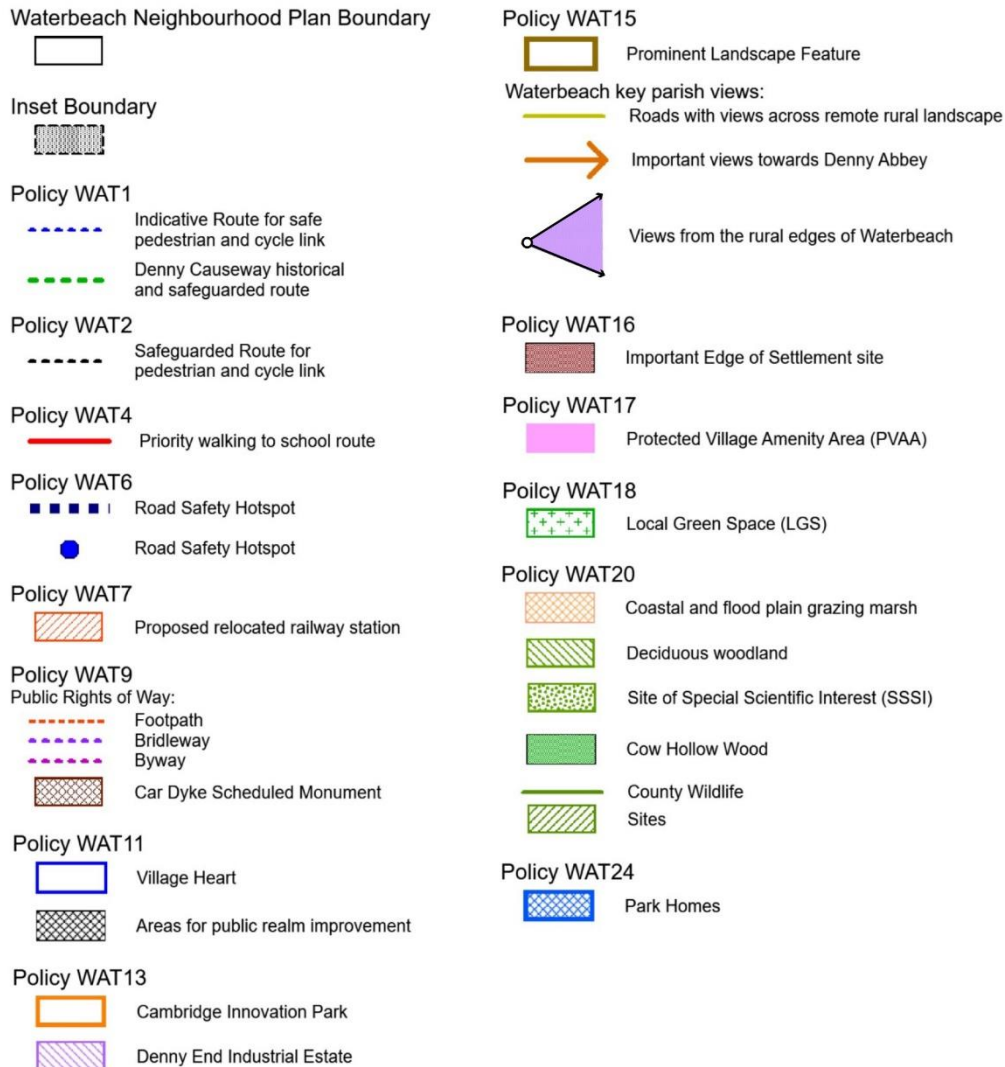 Waterbeach Neighbourhood Plan Boundary
Inset Boundary
Policy WAT1
Indicative Route for safe
pedestrian and cycle link
Denny Causeway historical
and safeguarded route
Policy WAT2
Safeguarded Route for
pedestrian and cycle link
Policy WAT4
Priority walking to school route
Policy WAT6
Road Safety Hotspot
Road Safety Hotspot
Policy WAT7
Proposed relocated railway station
Policy WAT9
Public Rights of Way:
Footpath
Bridleway
Byway
Car Dyke Scheduled Monument
Policy WAT11
Village Heart
Areas for public realm improvement
Policy WAT13
Cambridge Innovation Park
Denny End Industrial Estate
Policy WAT15
Prominent Landscape Feature
Waterbeach key parish views:
Roads with views across remote rural landscape
Important views towards Denny Abbey
Views from the rural edges of Waterbeach
Policy WAT16
Important Edge of Settlement site
Policy WAT17
Protected Village Amenity Area (PVAA)
Poilcy WAT18
Local Green Space (LGS)
Policy WAT20
Coastal and flood plain grazing marsh
Deciduous woodland
Site of Special Scientific Interest (SSSI)
Cow Hollow Wood
County Wildlife
Sites
Policy WAT24
Park Homes